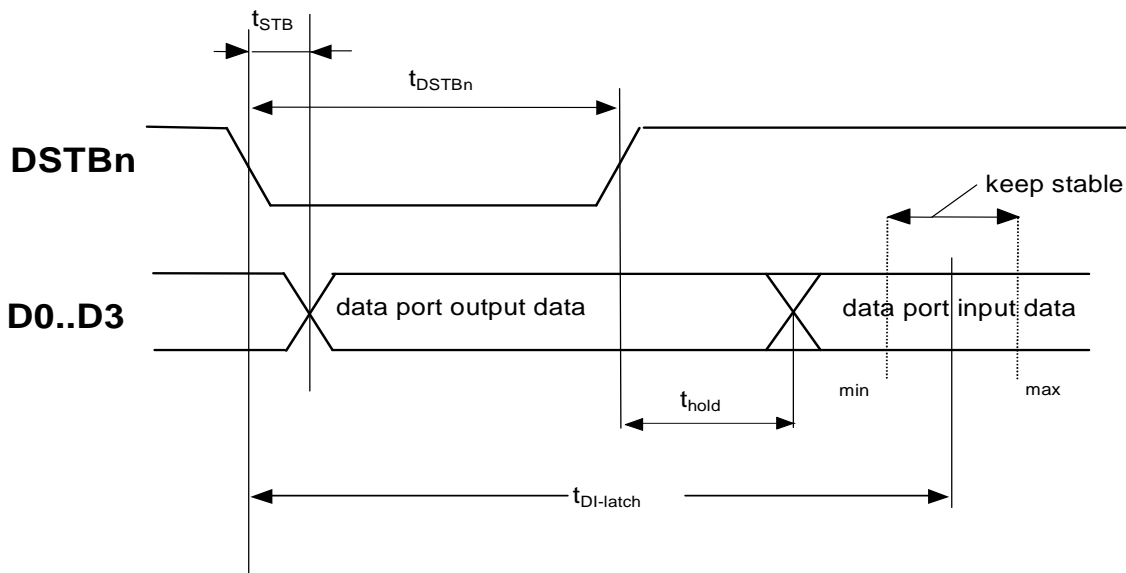 tSTB
tDSTBn
DSTBn
keep stable
D0..D3
data port output data
data port input data
min
max
thold
tDI-latch